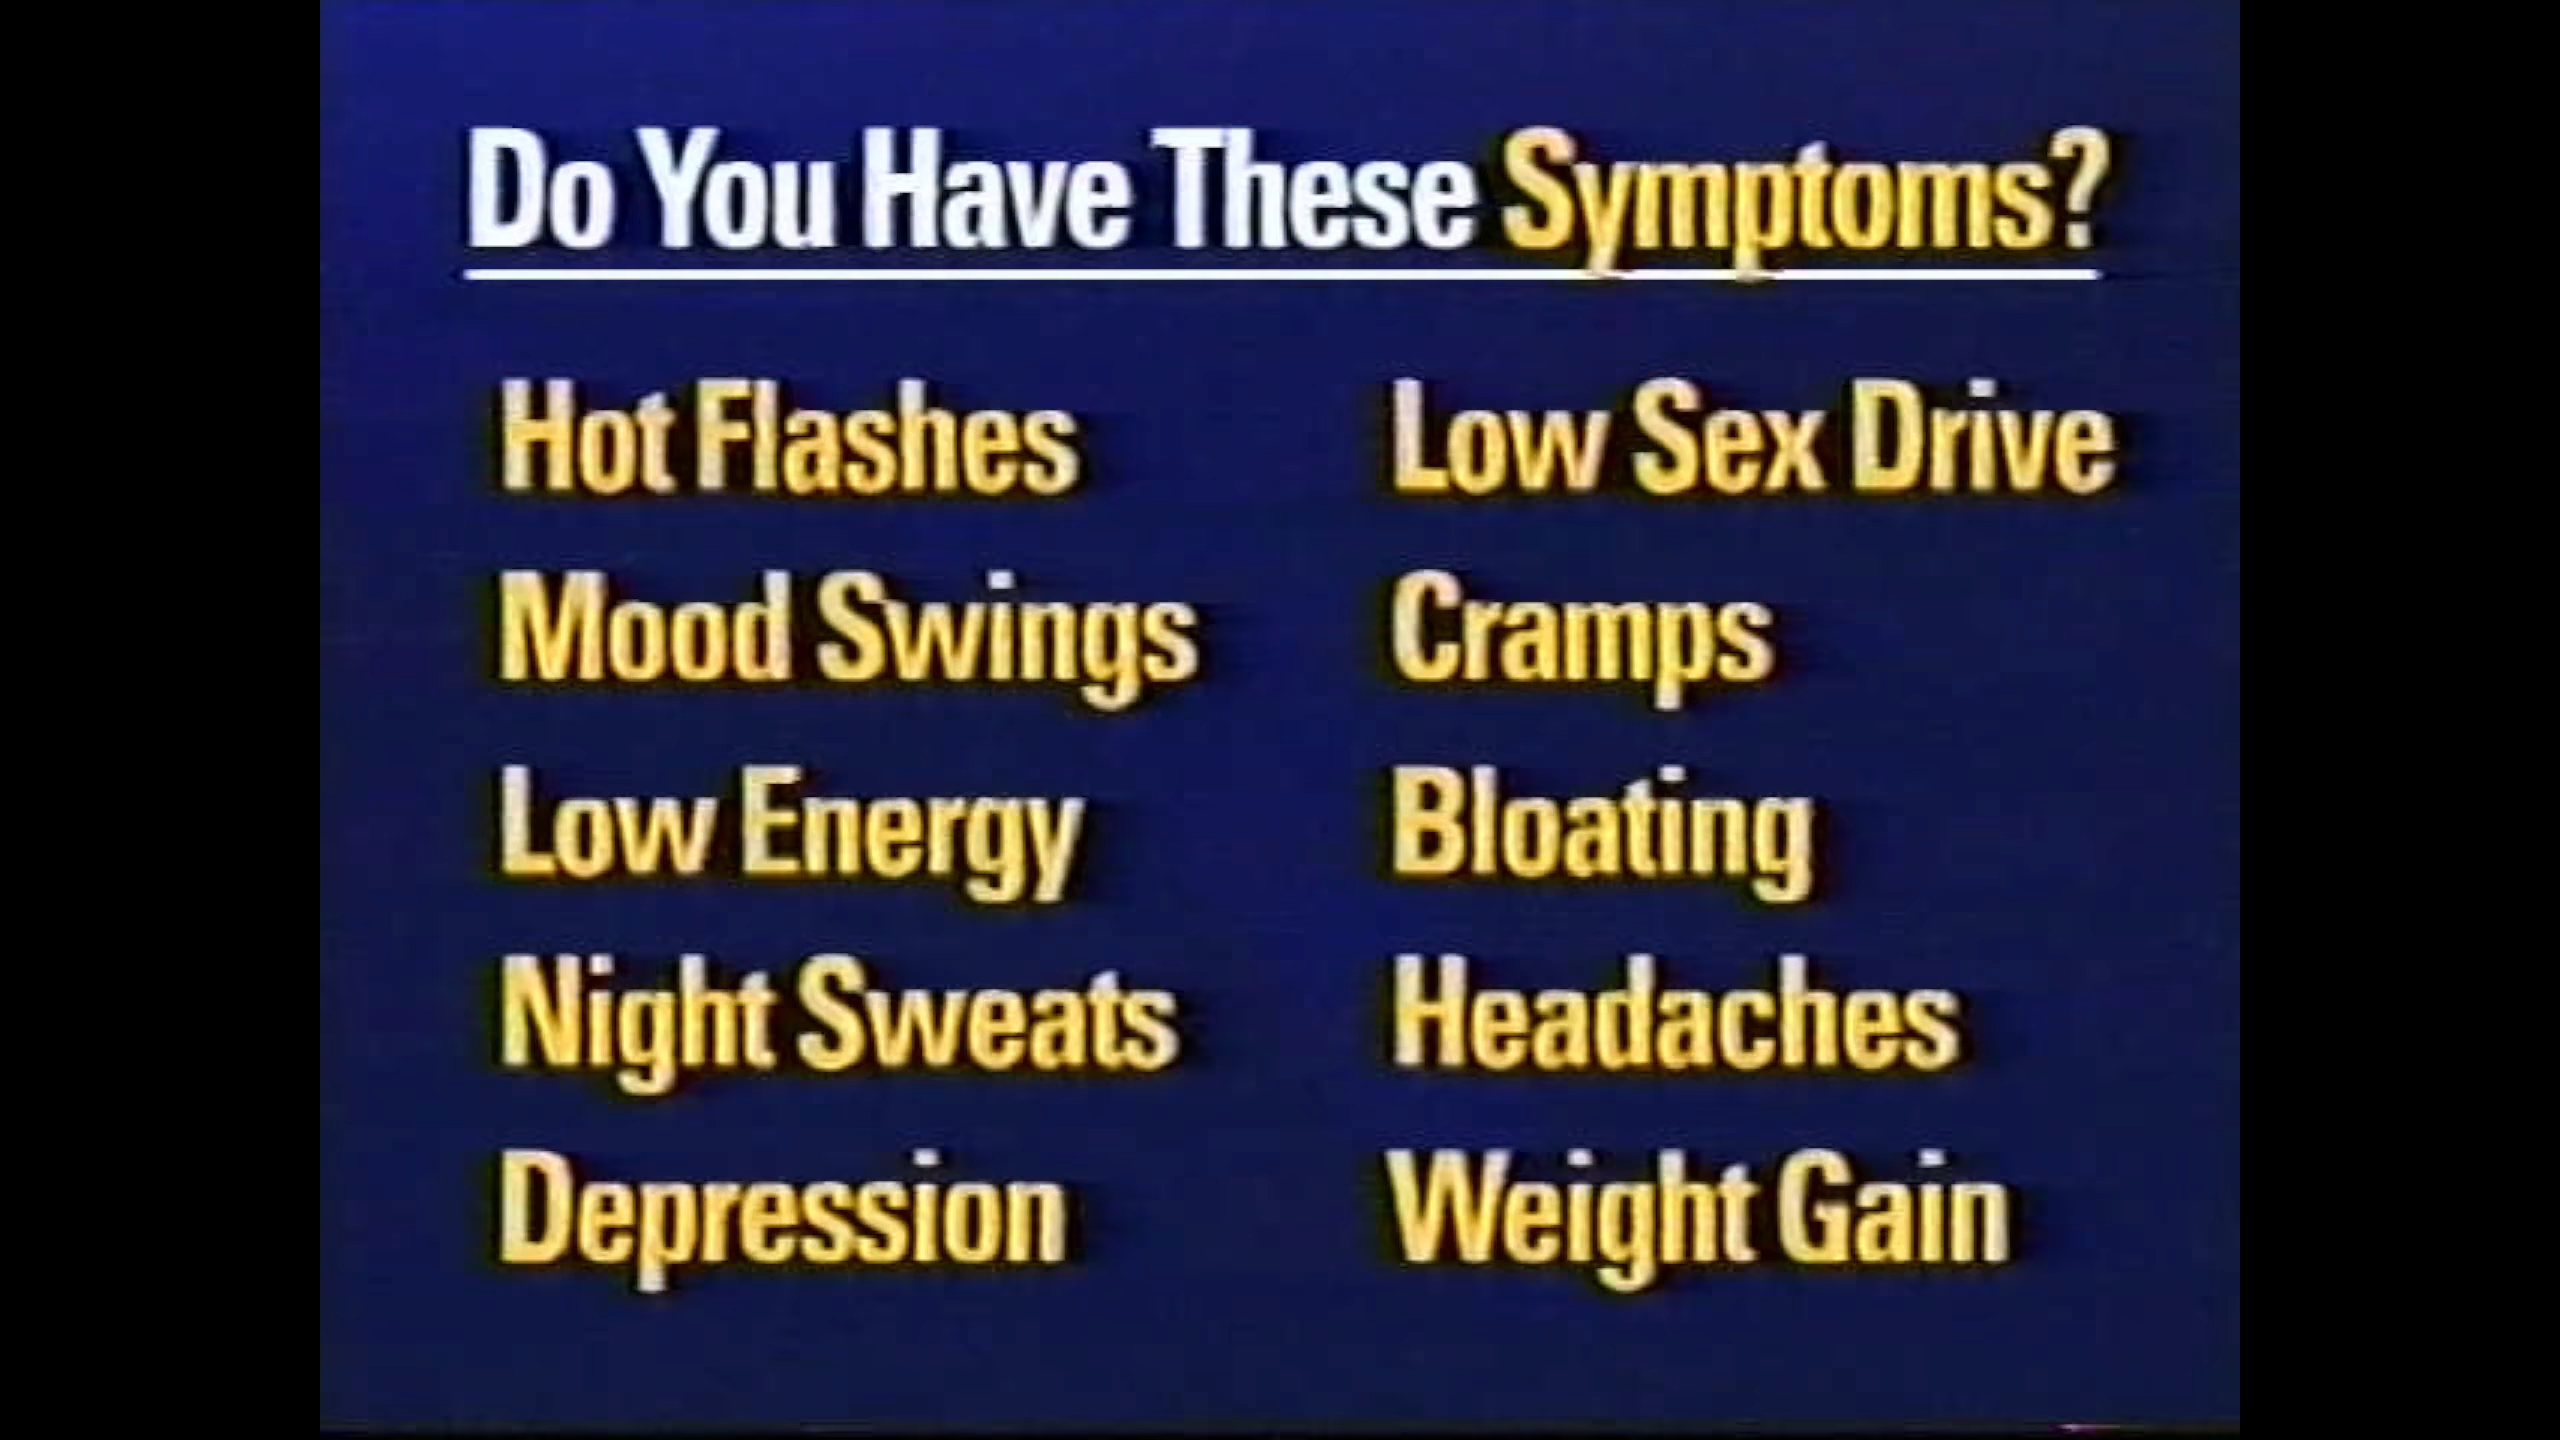 Do You Have These Symptoms?
Hot Flashes
Mood Swings
Low Energy
Night Sweats
Depression
Low Sex Drive
Cramps
Bloating
Headaches
Weight Gain